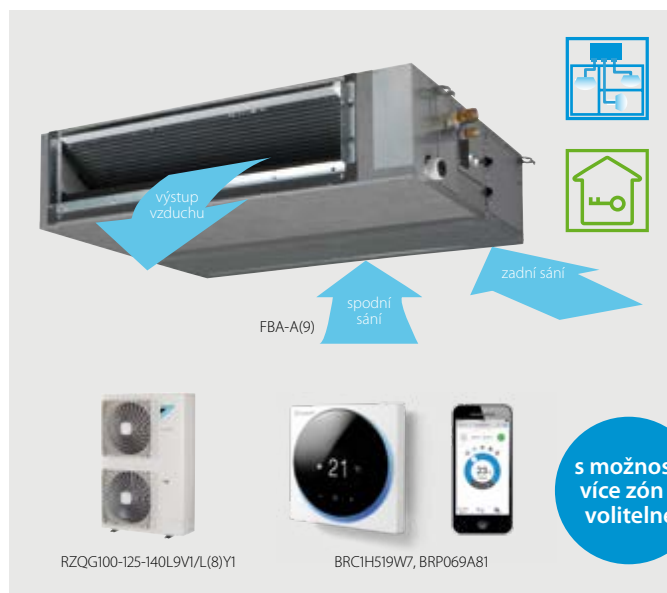 výstup
vzduchu
zadní sání
spodní
sání
FBA-A(9)
21
s možnos
více zón
volitelně
RZQG100-125-140L9V1/L(8)Y1
BRC1H519W7, BRP069A81